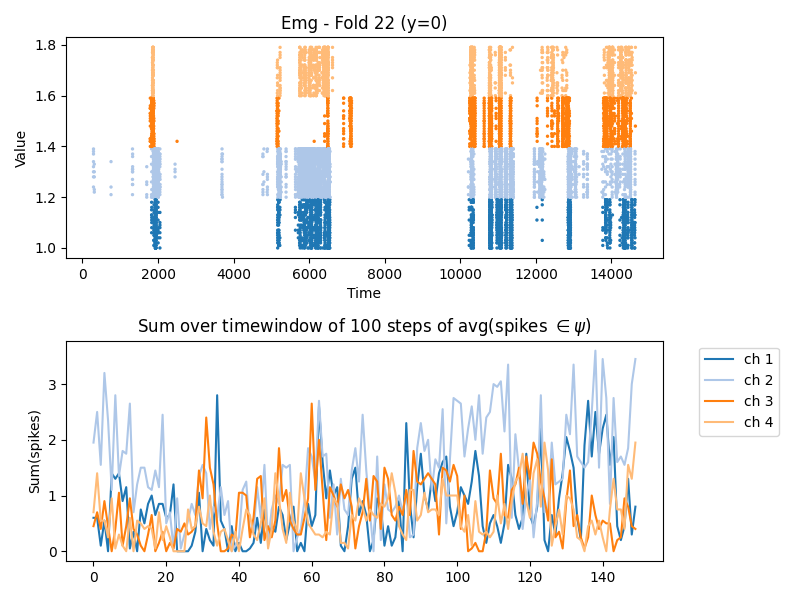 Emg - Fold 22 (y=0)
1.8
1.6
1.4
1.2
1.0
Value
0 2000 4000 6000 8000 10000 12000 14000
Time
Sum over timewindow of 100 steps of avg(spikes ∈ ψ)
3
2
1
0
Sum(spikes)
0 20 40 60 80 100 120 140
ch 1
ch 2
ch 3
ch 4